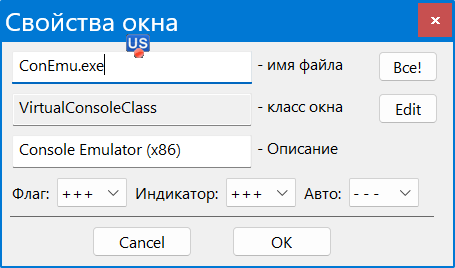 Свойства окна
US
ConEmu.exe - имя файла Все!
VirtualConsoleClass - класс окна Edit
Console Emulator (x86) - Описание
Флаг: +++ Индикатор: +++ Авто: ---
Cancel OK